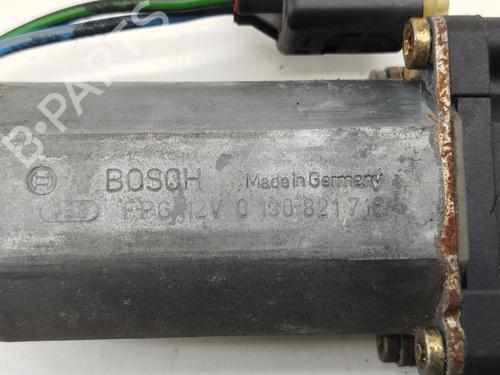 B-PARTS
BOSCH Made in Germany
12V 0 130 821 716